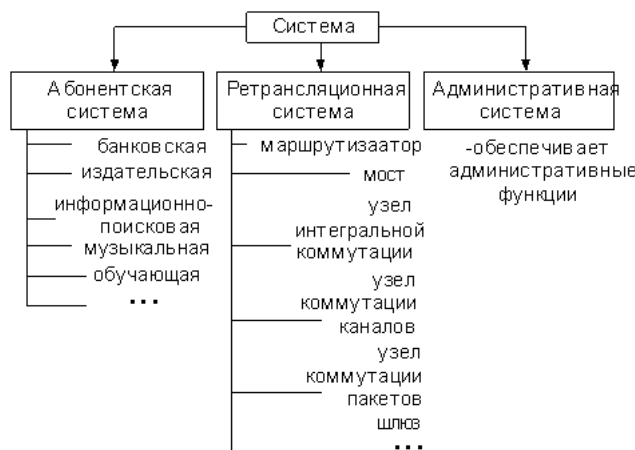 Система
Абонентская
система
банковская
издательская
информационно-
поисковая
музыкальная
обучающая
...
Ретрансляционная
система
маршрутизаатор
мост
узел
интегральной
коммутации
узел
коммутации
каналов
узел
коммутации
пакетов
шлюз
...
Административная
система
-обеспечивает
административные
функции